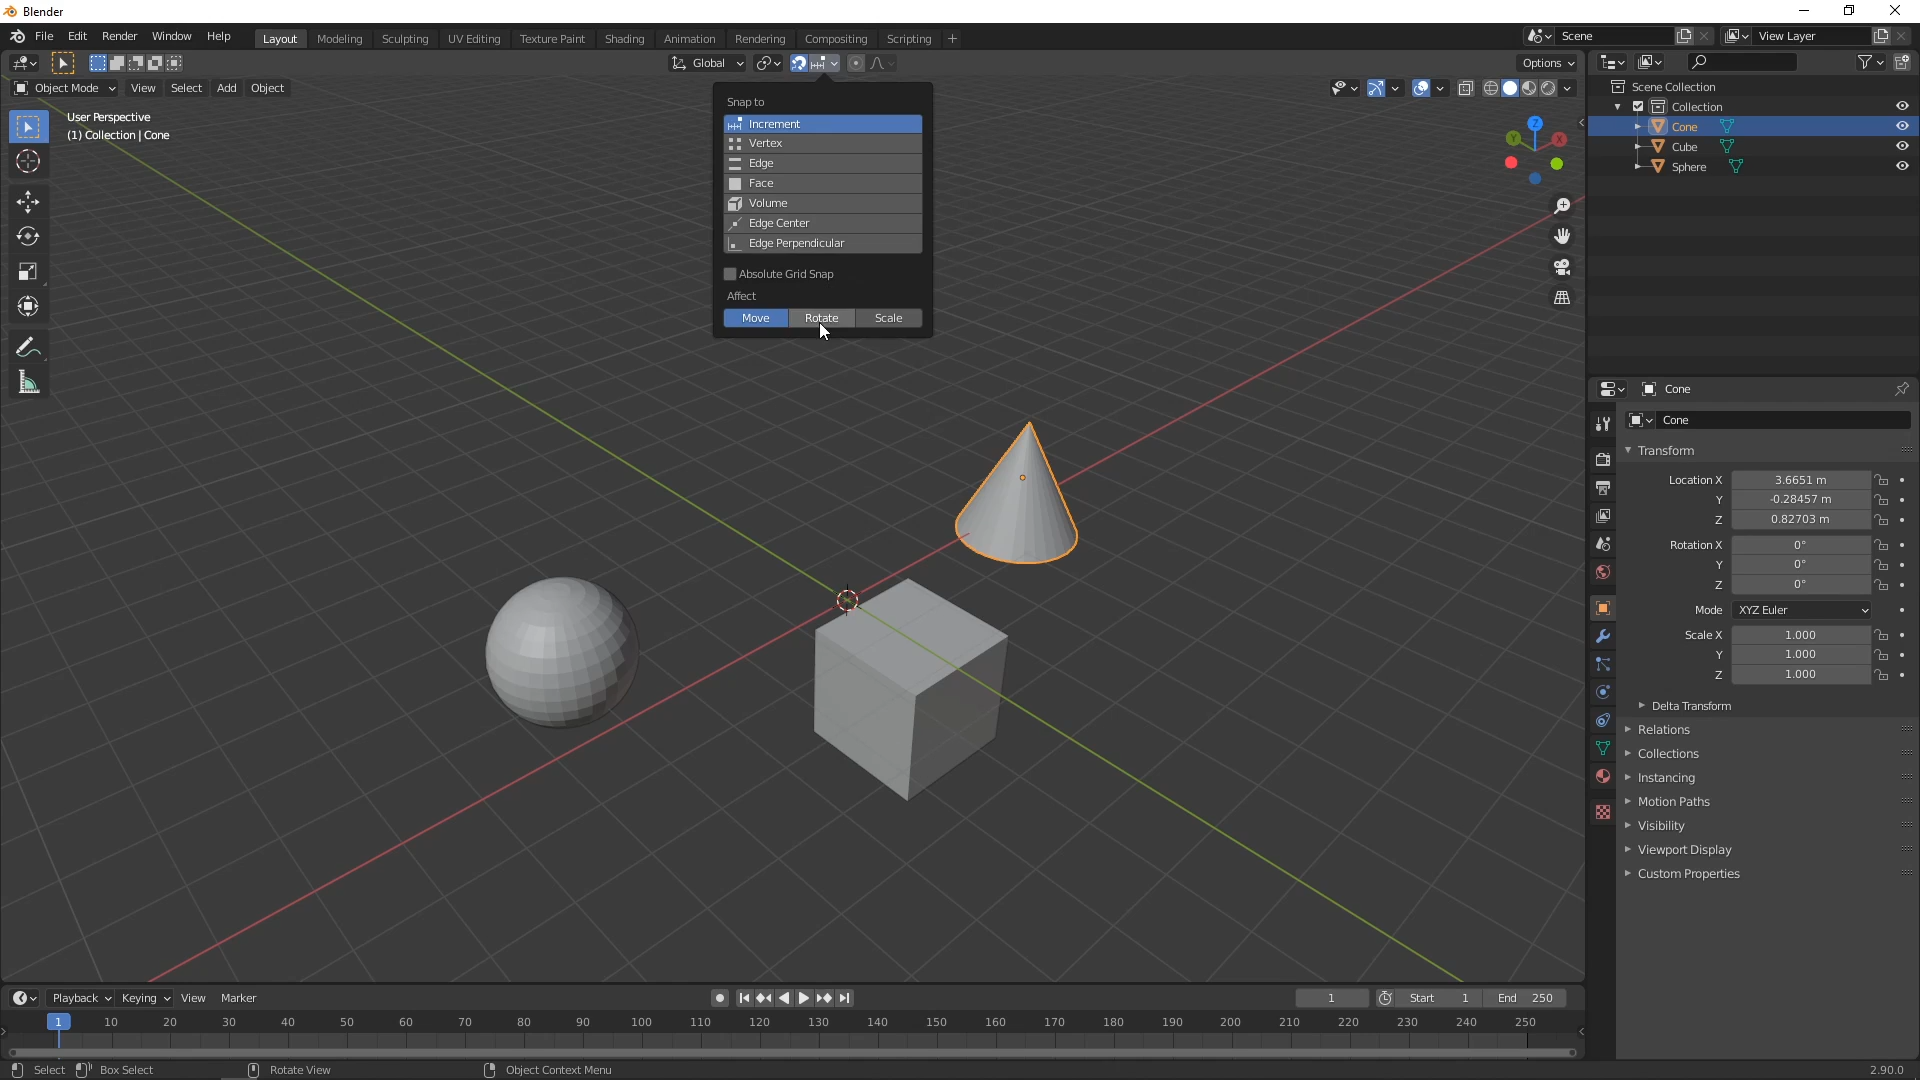 Blender
File Edit Render Window Help Layout Modeling Sculpting UV Editing Texture Paint Shading Animation Rendering Compositing Scripting + Scene View Layer
Global Options
Object Mode View Select Add Object
User Perspective
(1) Collection | Cone
Snap to
Increment
Vertex
Edge
Face
Volume
Edge Center
Edge Perpendicular
Absolute Grid Snap
Affect
Move Rotate Scale
Z
Y X
Scene Collection
Collection
Cone
Cube
Sphere
Cone
Cone
Transform
Location X 3.6651 m
Y -0.28457 m
Z 0.82703 m
Rotation X 0°
Y 0°
Z 0°
Mode XYZ Euler
Scale X 1.000
Y 1.000
Z 1.000
Delta Transform
Relations
Collections
Instancing
Motion Paths
Visibility
Viewport Display
Custom Properties
Playback Keying View Marker 1 Start 1 End 250
1 10 20 30 40 50 60 70 80 90 100 110 120 130 140 150 160 170 180 190 200 210 220 230 240 250
Select Box Select Rotate View Object Context Menu 2.90.0